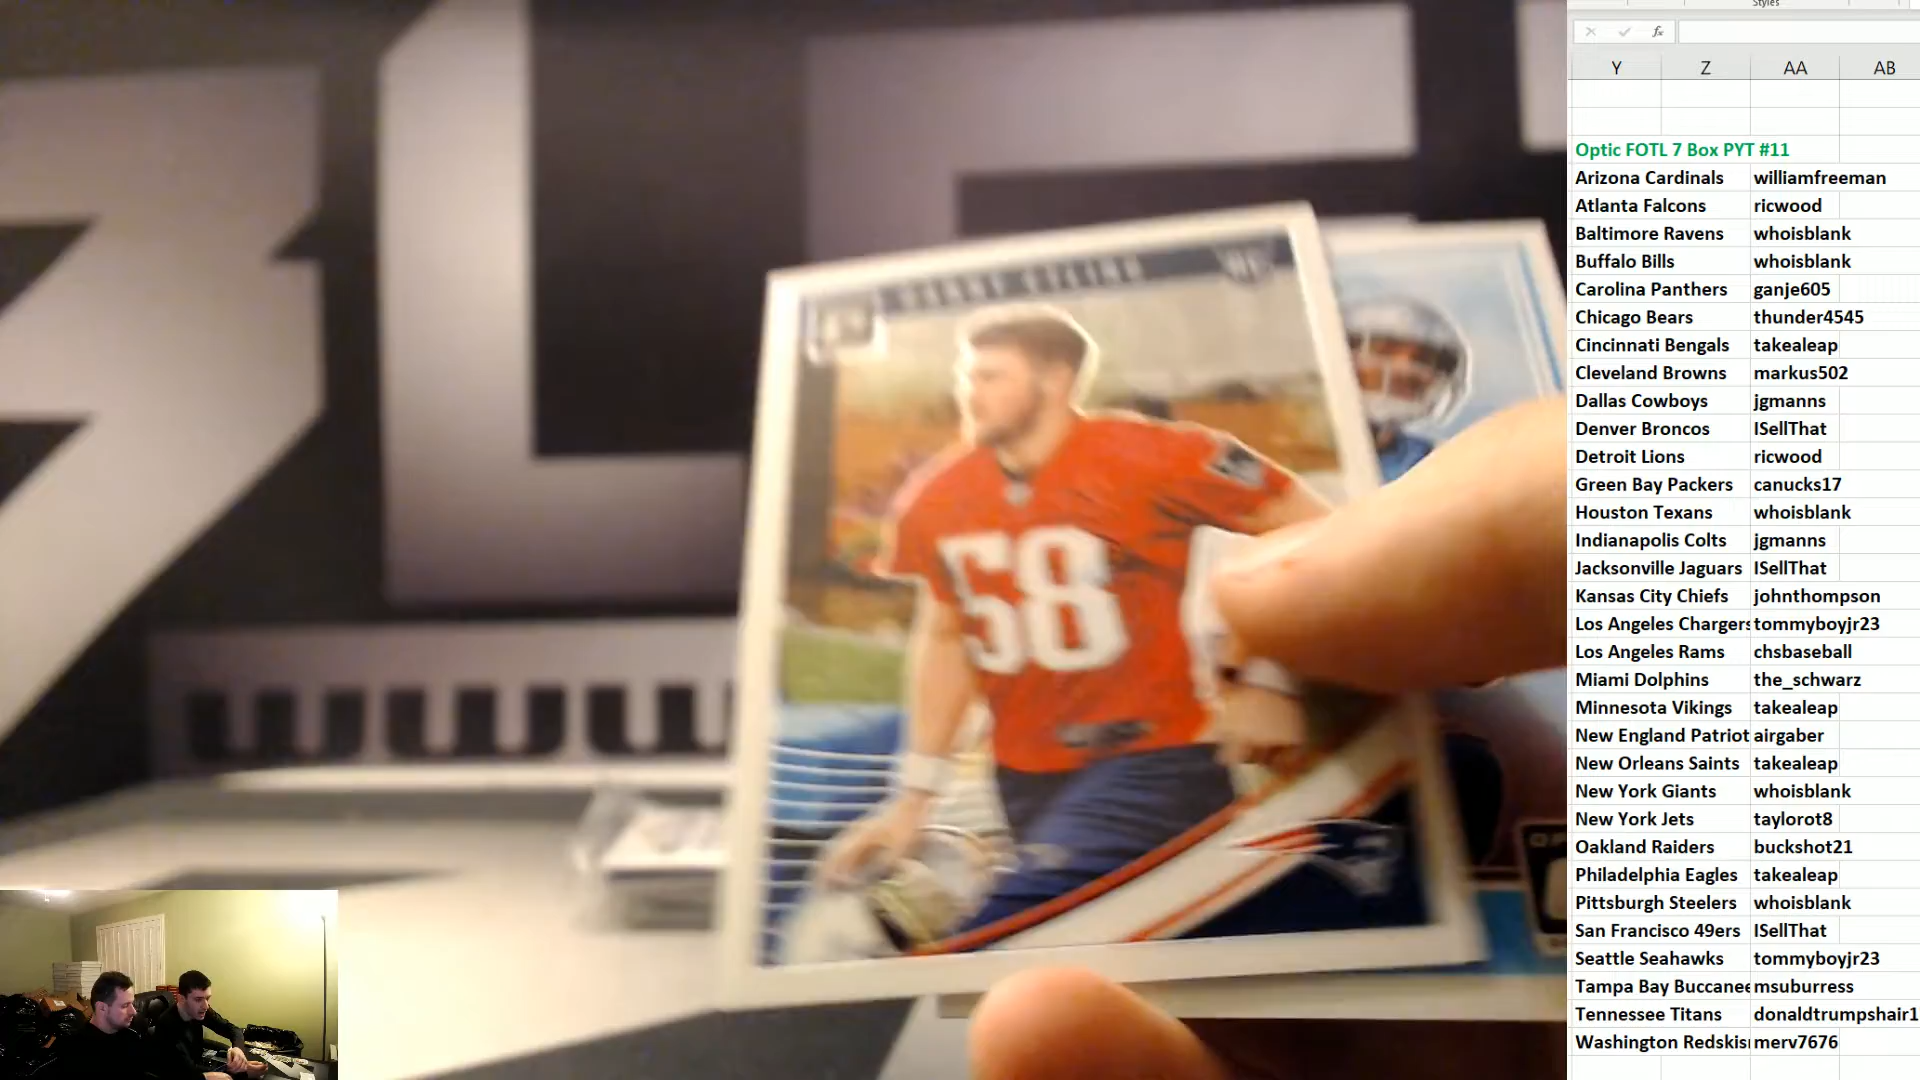 Styles
fx
Y Z AA AB
Optic FOTL 7 Box PYT #11
Arizona Cardinals williamfreeman
Atlanta Falcons ricwood
Baltimore Ravens whoisblank
Buffalo Bills whoisblank
Carolina Panthers ganje605
Chicago Bears thunder4545
Cincinnati Bengals takealeap
Cleveland Browns markus502
Dallas Cowboys jgmanns
Denver Broncos ISellThat
Detroit Lions ricwood
Green Bay Packers canucks17
Houston Texans whoisblank
Indianapolis Colts jgmanns
Jacksonville Jaguars ISellThat
Kansas City Chiefs johnthompson
Los Angeles Chargers tommyboyjr23
Los Angeles Rams chsbaseball
Miami Dolphins the_schwarz
Minnesota Vikings takealeap
New England Patriot airgaber
New Orleans Saints takealeap
New York Giants whoisblank
New York Jets taylorot8
Oakland Raiders buckshot21
Philadelphia Eagles takealeap
Pittsburgh Steelers whoisblank
San Francisco 49ers ISellThat
Seattle Seahawks tommyboyjr23
Tampa Bay Buccanee msuburress
Tennessee Titans donaldtrumpshair1
Washington Redskis merv7676
58